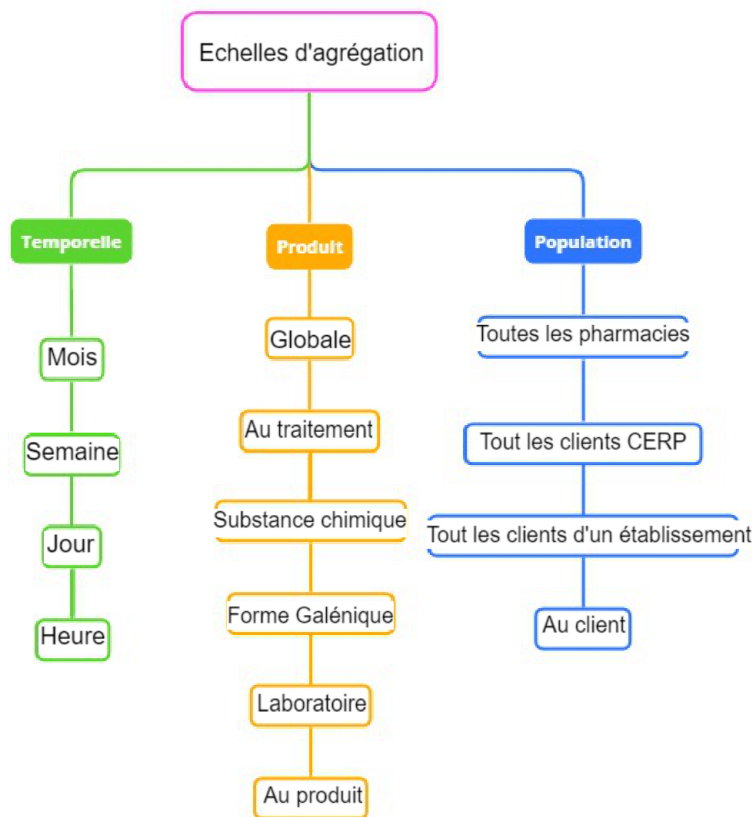 Echelles d'agrégation
Temporelle
Mois
Semaine
Jour
Heure
Produit
Globale
Au traitement
Substance chimique
Forme Galénique
Laboratoire
Au produit
Population
Toutes les pharmacies
Tout les clients CERP
Tout les clients d'un établissement
Au client